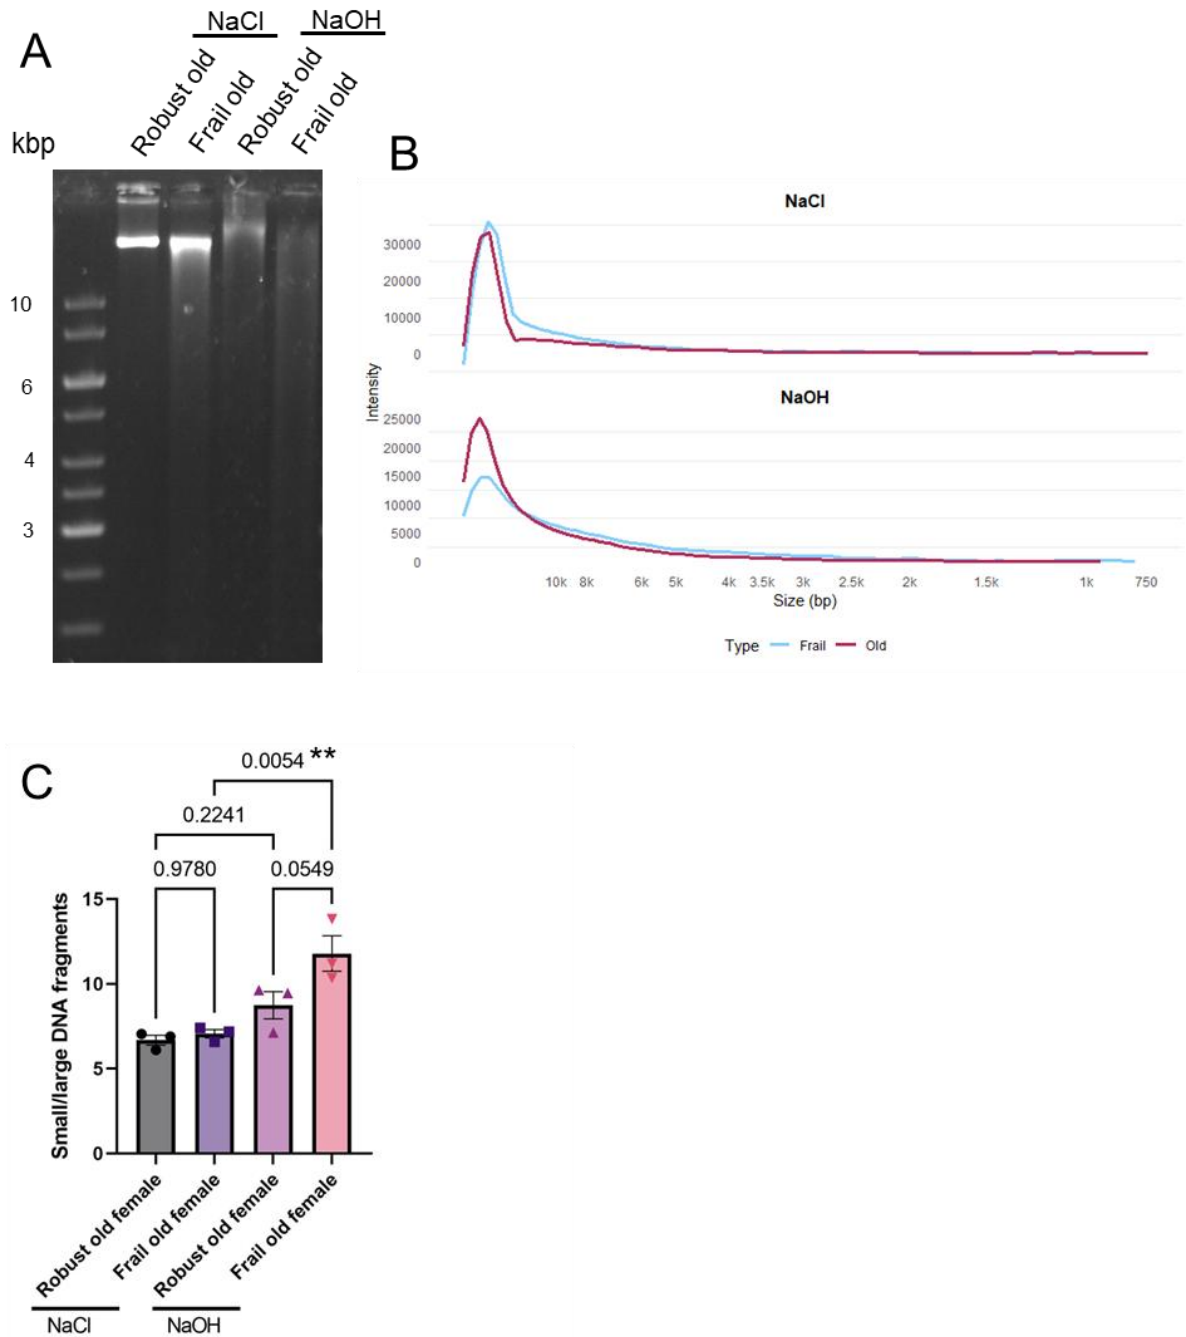 A
NaCl
NaOH
Robust old
Frail old
Robust old
Frail old
kbp
10
6
4
3
B
NaCl
30000
20000
10000
0
Intensity
NaOH
25000
20000
15000
10000
5000
0
10k 8k 6k 5k 4k 3.5k 3k 2.5k 2k 1.5k 1k 750
Size (bp)
Type Frail Old
C
0.0054 **
0.2241
0.9780
0.0549
Small/large DNA fragments
15
10
5
0
Robust old female
Frail old female
Robust old female
Frail old female
NaCl
NaOH